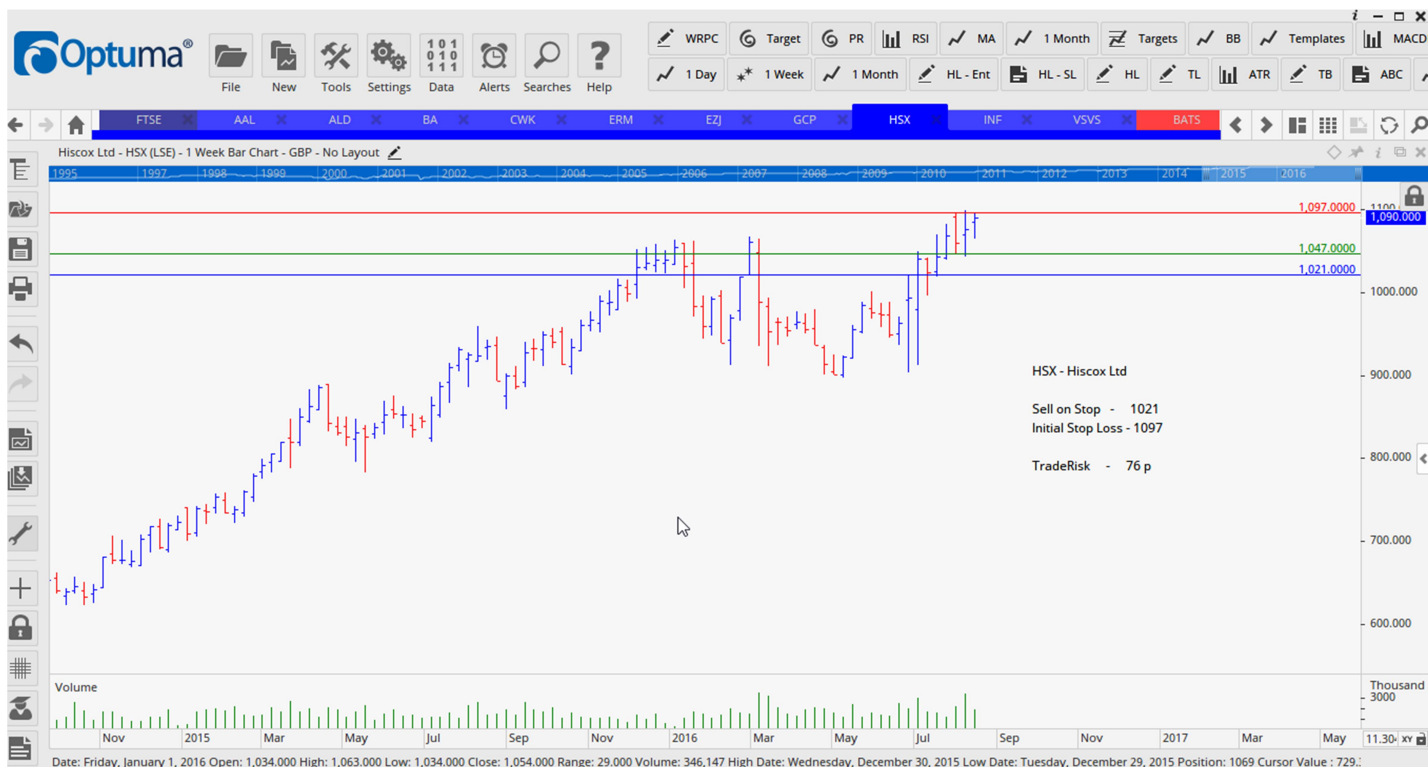 Optuma®
File
New
Tools
Settings
101
010
111
Data
Alerts
Searches
?
Help
i
WRPC
Target
PR
RSI
MA
1 Month
Targets
BB
Templates
MACD
1 Day
1 Week
1 Month
HL - Ent
HL - SL
HL
TL
ATR
TB
ABC
FTSE
AAL
ALD
BA
CWK
ERM
EZJ
GCP
HSX
INF
VSVS
BATS
Hiscox Ltd - HSX (LSE) - 1 Week Bar Chart - GBP - No Layout
1995 1997 1998 1999 2000 2001 2002 2003 2004 2005 2006 2007 2008 2009 2010 2011 2012 2013 2014 2015 2016
1,097.0000
1,090.000
1,047.0000
1,021.0000
1000.000
900.000
800.000
700.000
600.000
HSX - Hiscox Ltd
Sell on Stop - 1021
Initial Stop Loss - 1097
TradeRisk - 76 p
Volume
Thousand
3000
Nov 2015 Mar May Jul Sep Nov 2016 Mar May Jul Sep Nov 2017 Mar May
XY
Date: Friday, January 1, 2016 Open: 1,034.000 High: 1,063.000 Low: 1,034.000 Close: 1,054.000 Range: 29.000 Volume: 346,147 High Date: Wednesday, December 30, 2015 Low Date: Tuesday, December 29, 2015 Position: 1069 Cursor Value : 729.